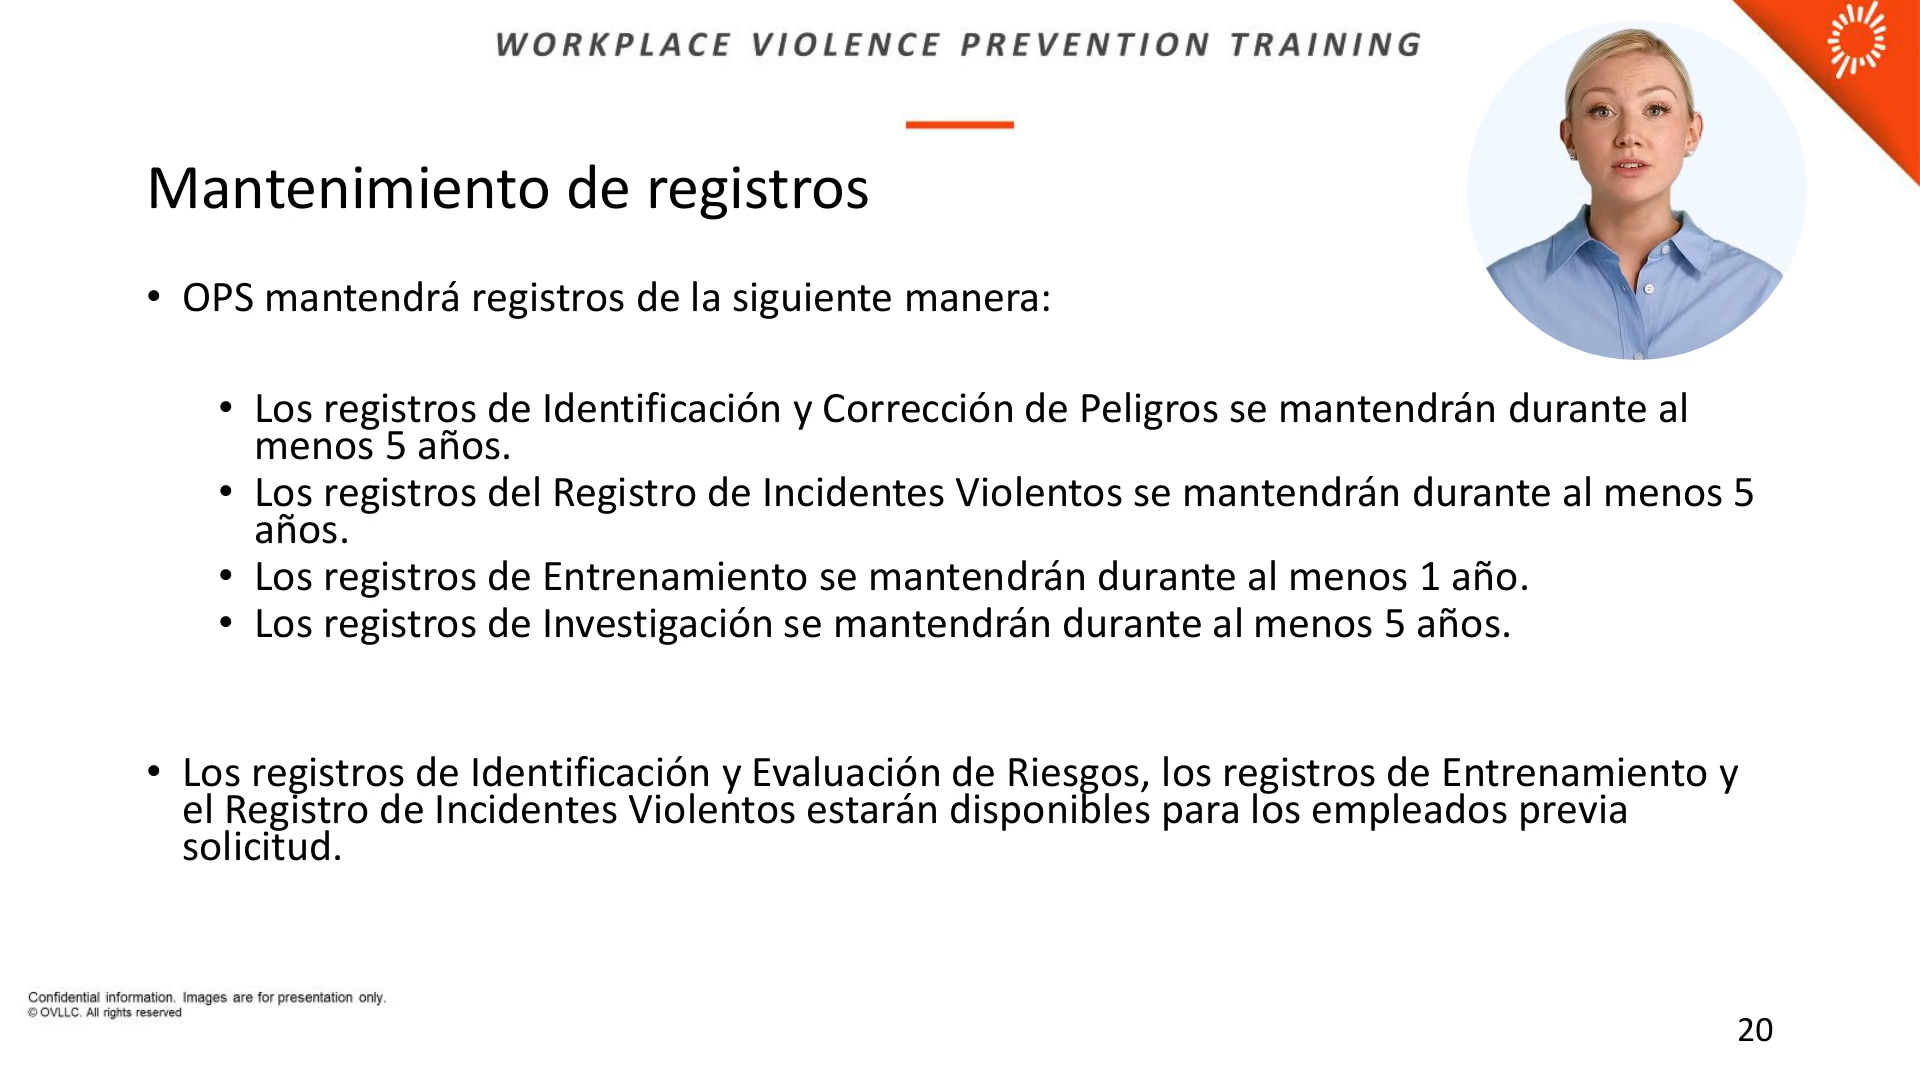 WORKPLACE VIOLENCE PREVENTION TRAINING
Mantenimiento de registros
• OPS mantendrá registros de la siguiente manera:
• Los registros de Identificación y Corrección de Peligros se mantendrán durante al
menos 5 años.
• Los registros del Registro de Incidentes Violentos se mantendrán durante al menos 5
años.
• Los registros de Entrenamiento se mantendrán durante al menos 1 año.
• Los registros de Investigación se mantendrán durante al menos 5 años.
• Los registros de Identificación y Evaluación de Riesgos, los registros de Entrenamiento y
el Registro de Incidentes Violentos estarán disponibles para los empleados previa
solicitud.
Confidential information. Images are for presentation only.
© OVLLC. All rights reserved
20